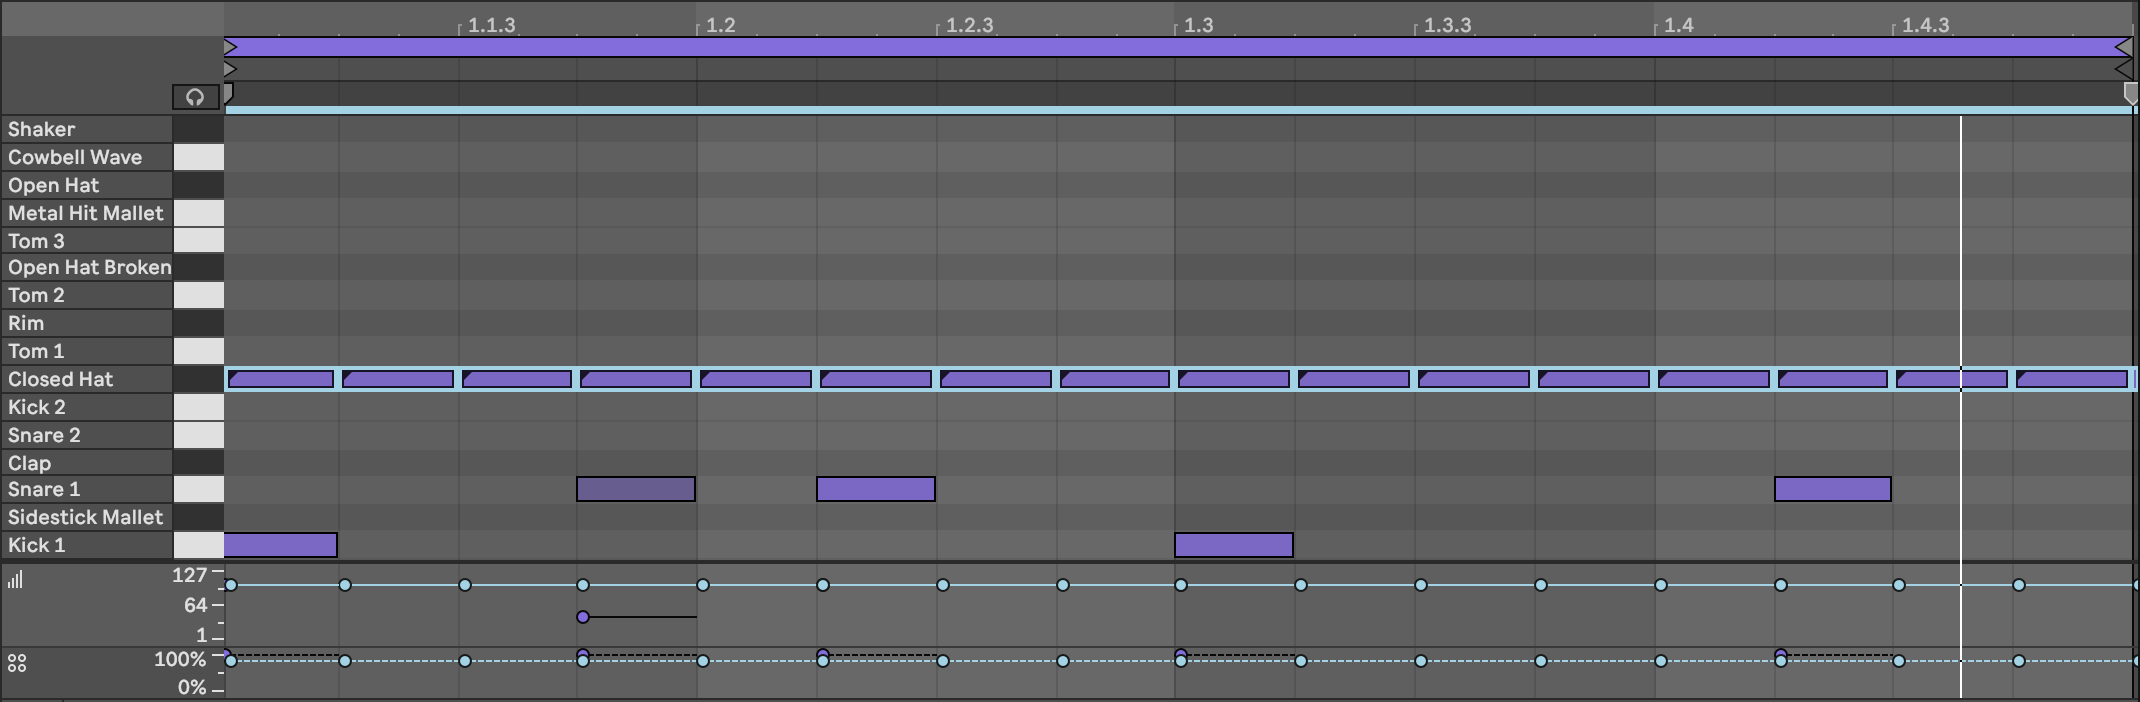 1.1.3 1.2 1.2.3 1.3 1.3.3 1.4 1.4.3
Shaker
Cowbell Wave
Open Hat
Metal Hit Mallet
Tom 3
Open Hat Broken
Tom 2
Rim
Tom 1
Closed Hat
Kick 2
Snare 2
Clap
Snare 1
Sidestick Mallet
Kick 1
127
64
1
100%
0%